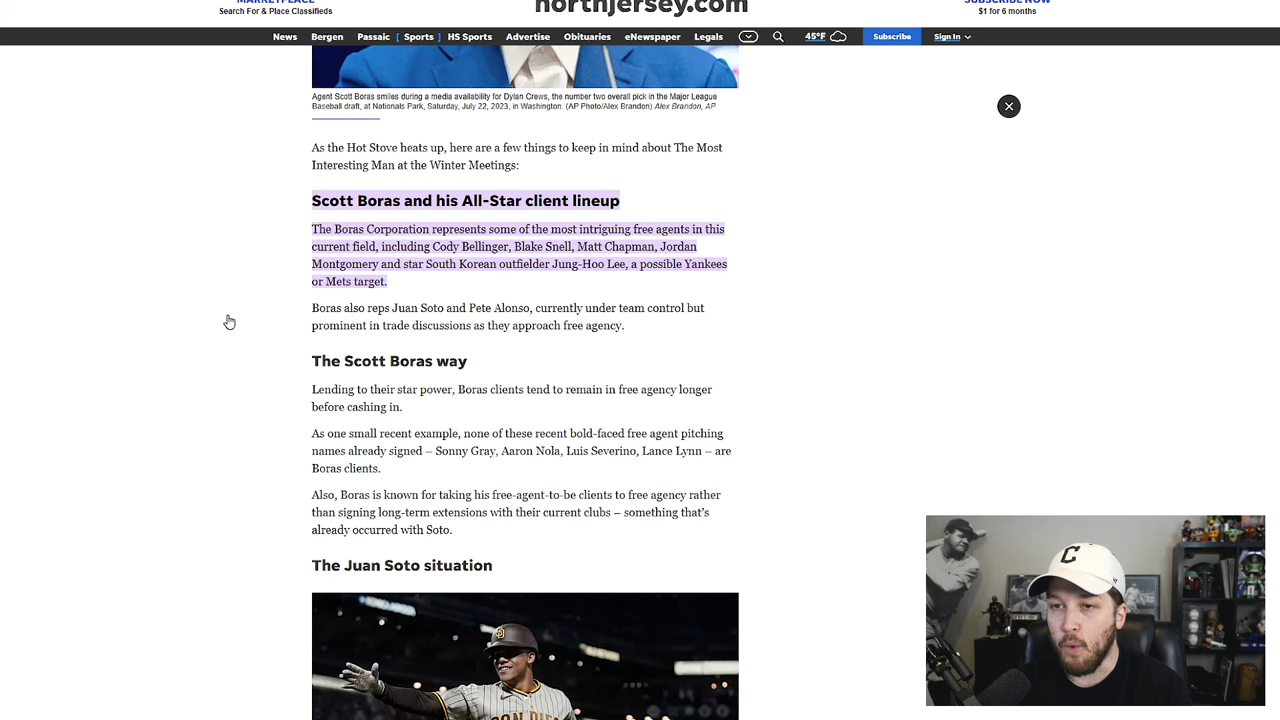 MARKETPLACE
Search For & Place Classifieds
northjersey.com
SUBSCRIBE NOW
$1 for 6 months
News Bergen Passaic [ Sports ] HS Sports Advertise Obituaries eNewspaper Legals 45°F Subscribe Sign In
Agent Scott Boras smiles during a media availability for Dylan Crews, the number two overall pick in the Major League
Baseball draft, at Nationals Park, Saturday, July 22, 2023, in Washington. (AP Photo/Alex Brandon) Alex Brandon, AP
As the Hot Stove heats up, here are a few things to keep in mind about The Most
Interesting Man at the Winter Meetings:
Scott Boras and his All-Star client lineup
The Boras Corporation represents some of the most intriguing free agents in this
current field, including Cody Bellinger, Blake Snell, Matt Chapman, Jordan
Montgomery and star South Korean outfielder Jung-Hoo Lee, a possible Yankees
or Mets target.
Boras also reps Juan Soto and Pete Alonso, currently under team control but
prominent in trade discussions as they approach free agency.
The Scott Boras way
Lending to their star power, Boras clients tend to remain in free agency longer
before cashing in.
As one small recent example, none of these recent bold-faced free agent pitching
names already signed – Sonny Gray, Aaron Nola, Luis Severino, Lance Lynn – are
Boras clients.
Also, Boras is known for taking his free-agent-to-be clients to free agency rather
than signing long-term extensions with their current clubs – something that's
already occurred with Soto.
The Juan Soto situation
SAN DIEGO
C